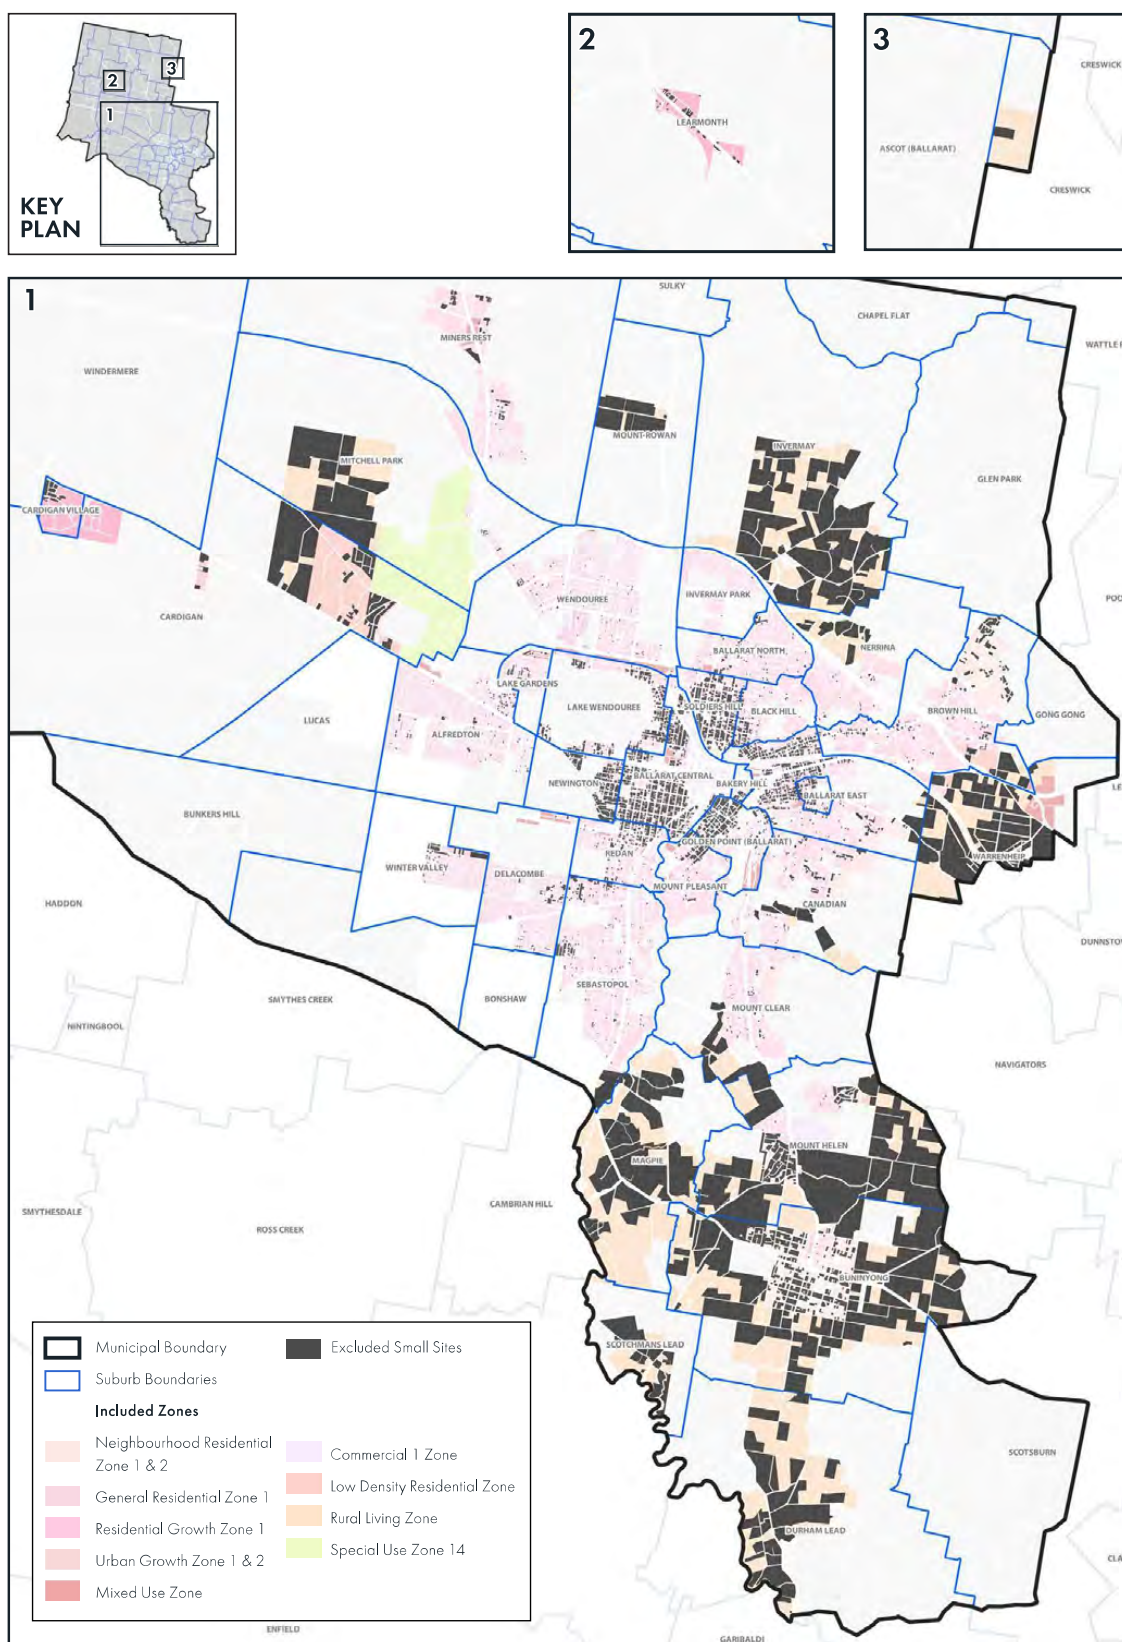 2
3
1
KEY
PLAN
2
LEARMONTH
3
CRESWICK
ASCOT (BALLARAT)
CRESWICK
1
SULKY
CHAPEL FLAT
MINERS REST
WINDERMERE
MOUNT ROWAN
INVERMAY
MITCHELL PARK
GLEN PARK
CARDIGAN VILLAGE
WENDOUREE
INVERMAY PARK
CARDIGAN
BALLARAT NORTH
NERRINA
LAKE GARDENS
LAKE WENDOUREE
SOLDIERS HILL
BLACK HILL
BROWN HILL
GONG GONG
LUCAS
ALFREDTON
NEWINGTON
BALLARAT CENTRAL
BAKERY HILL
BALLARAT EAST
BUNKERS HILL
GOLDEN POINT (BALLARAT)
REDAN
WARRENHEIP
WINTER VALLEY
DELACOMBE
MOUNT PLEASANT
HADDON
CANADIAN
SMYTHES CREEK
BONSHAW
SEBASTOPOL
MOUNT CLEAR
NINTINGBOOL
NAVIGATORS
MOUNT HELEN
MAGPIE
SMYTHESDALE
ROSS CREEK
CAMBRIAN HILL
BUNINYONG
SCOTCHMANS LEAD
SCOTSBURN
DURHAM LEAD
ENFIELD
GARIBALDI
Municipal Boundary
Suburb Boundaries
Included Zones
Neighbourhood Residential
Zone 1 & 2
General Residential Zone 1
Residential Growth Zone 1
Urban Growth Zone 1 & 2
Mixed Use Zone
Excluded Small Sites
Commercial 1 Zone
Low Density Residential Zone
Rural Living Zone
Special Use Zone 14